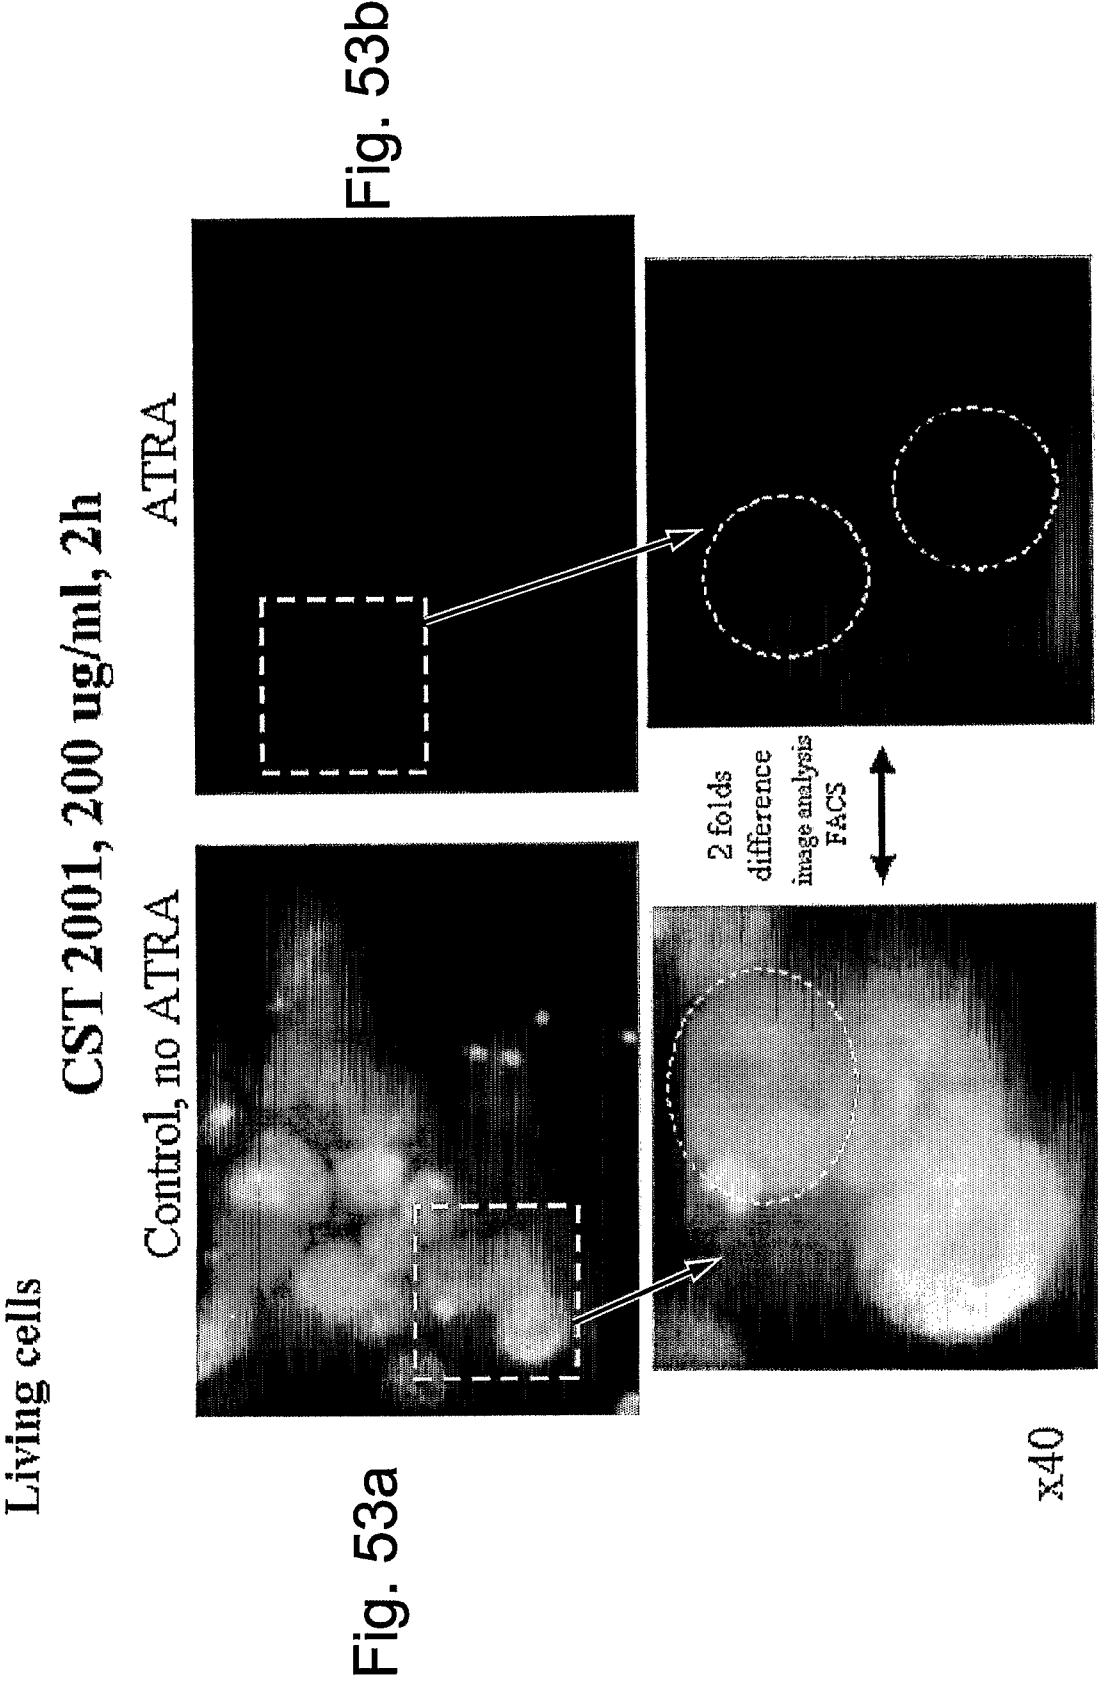 Living cells
CST 2001, 200 ug/ml, 2h
Control, no ATRA
ATRA
Fig. 53a
Fig. 53b
2 folds
difference
image analysis
FACS
x40